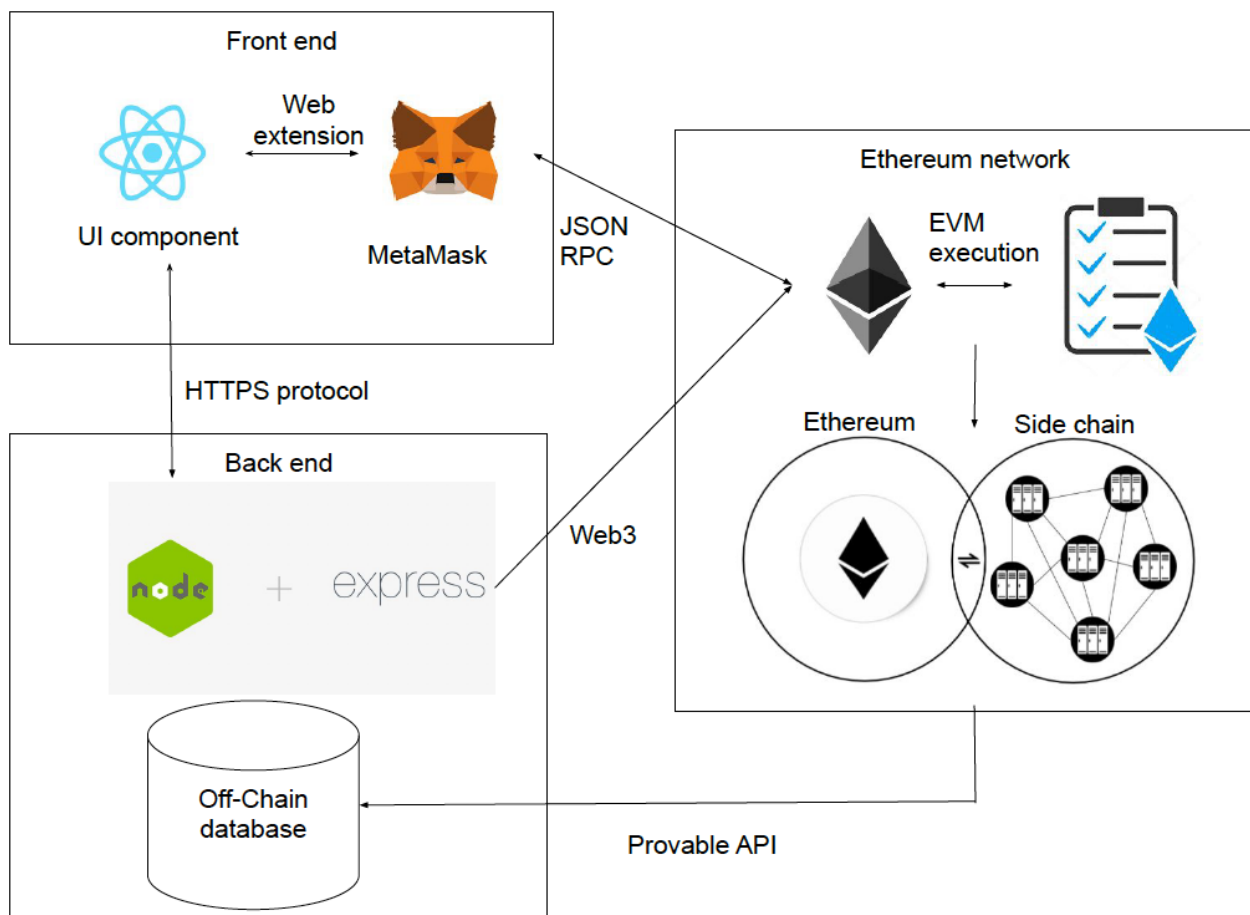 Front end
Web
extension
UI component
MetaMask
JSON
RPC
HTTPS protocol
Ethereum network
EVM
execution
Ethereum
Side chain
Back end
node
+
express
Web3
Off-Chain
database
Provable API